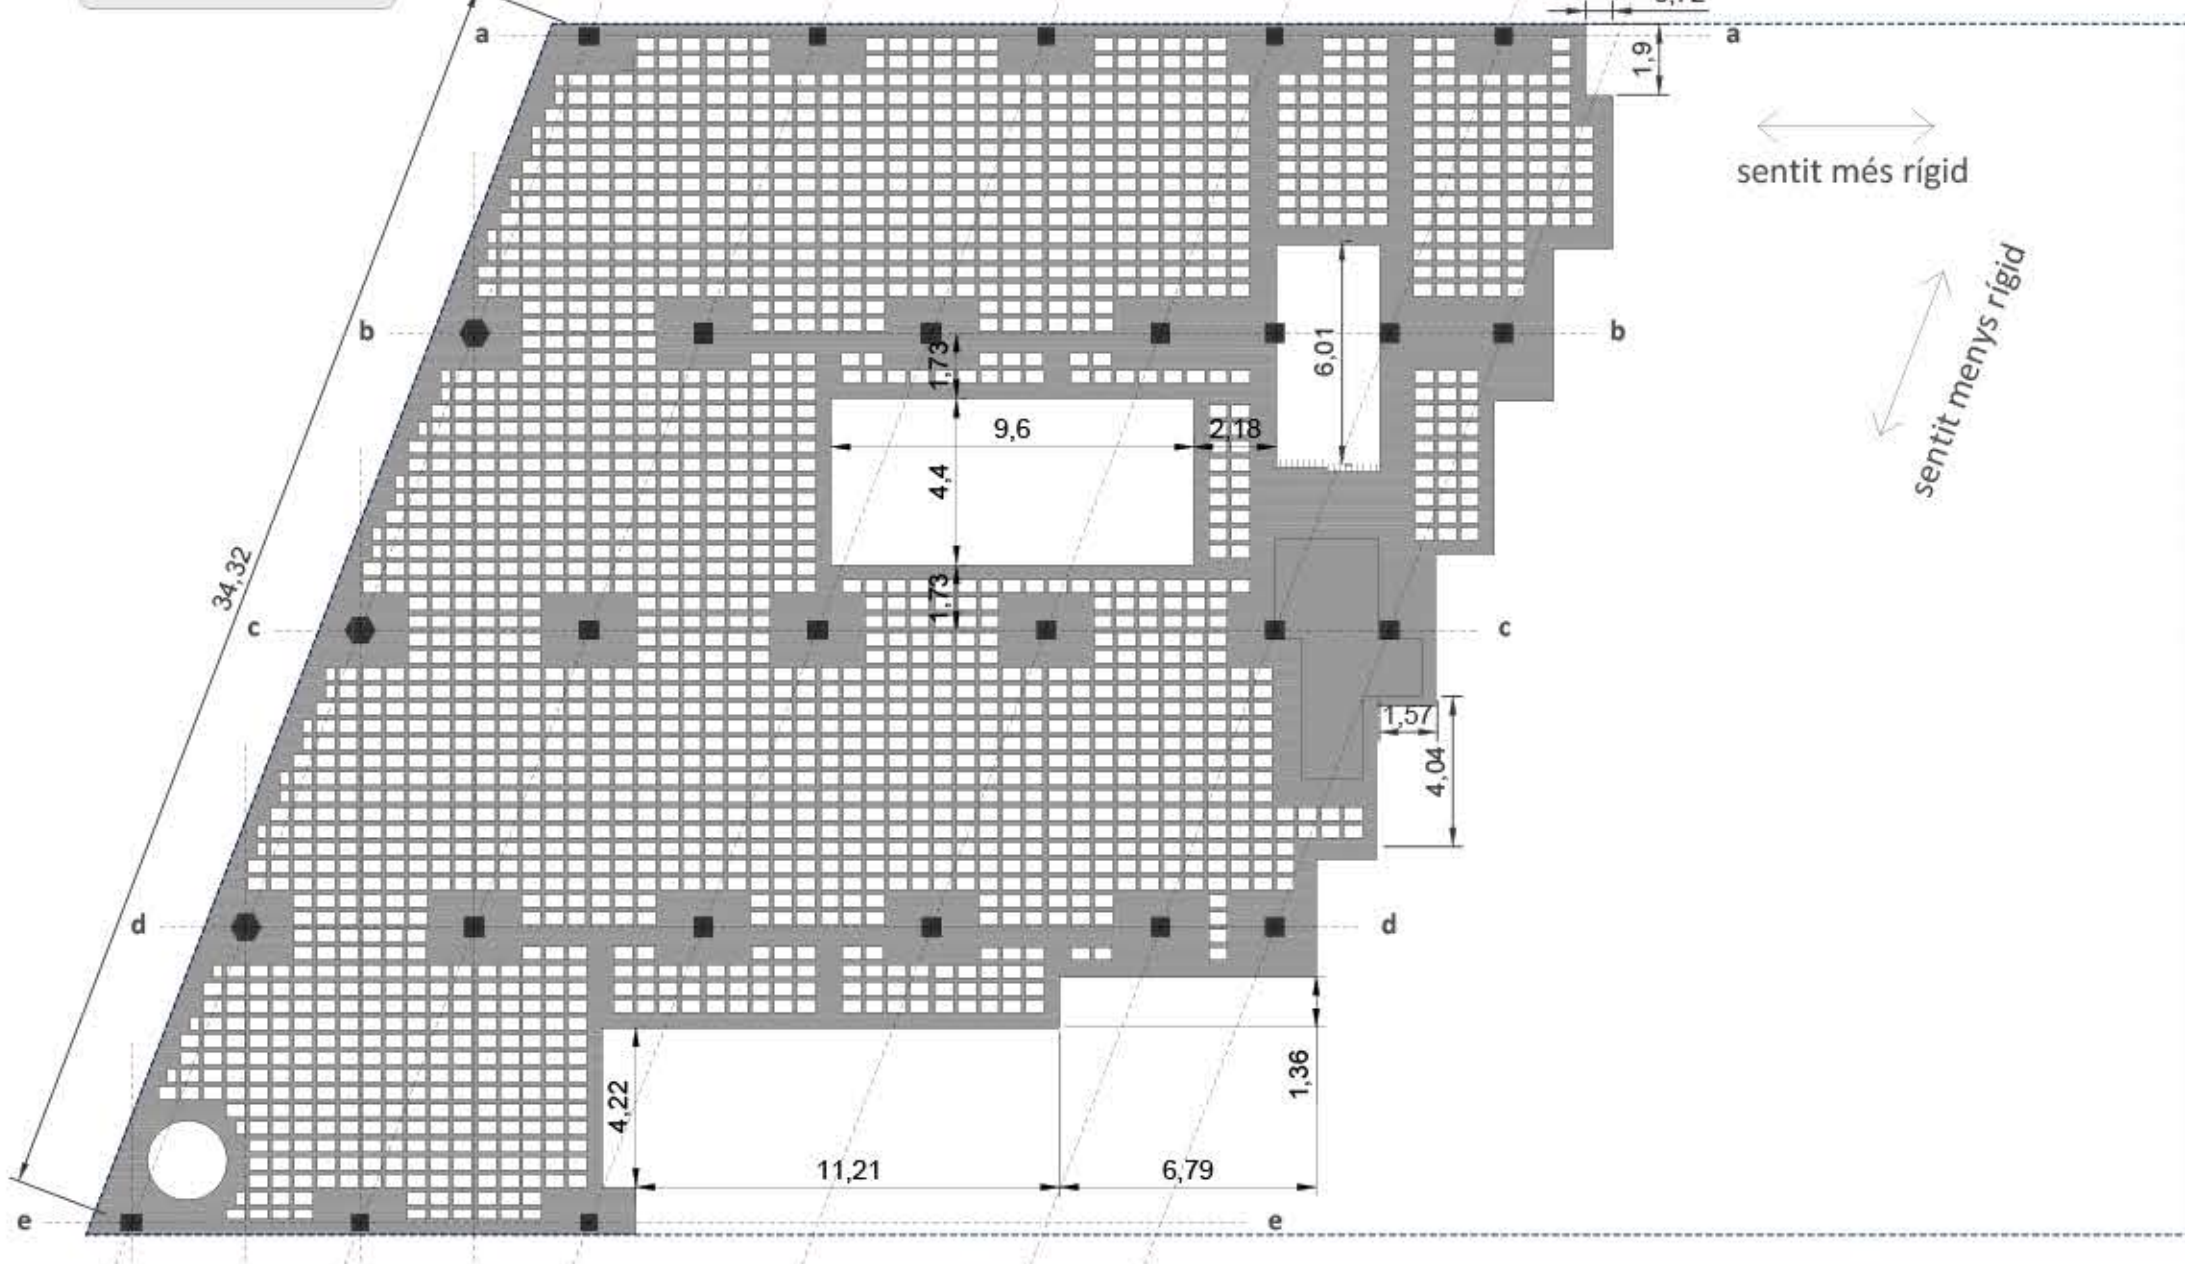 a
a
1,9
sentit més rígid
b
b
1,73
6,01
sentit menys rígid
9,6
2,18
4,4
34,32
1,73
c
c
1,57
4,04
d
d
4,22
1,36
11,21
6,79
e
e